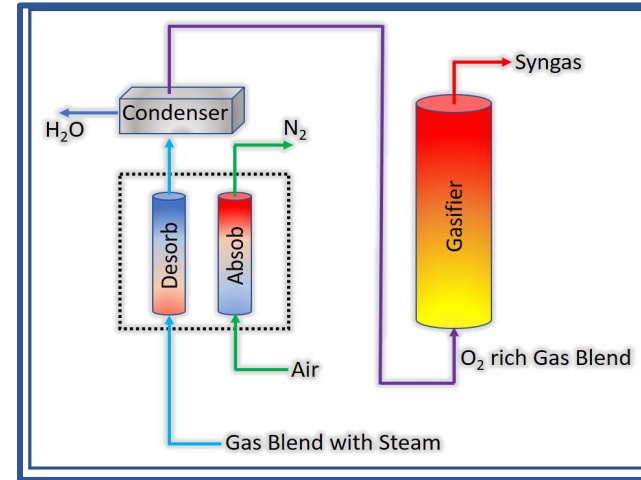 Syngas
Condenser
H₂O
N₂
Desorb
Absob
Gasifier
O₂ rich Gas Blend
Air
Gas Blend with Steam